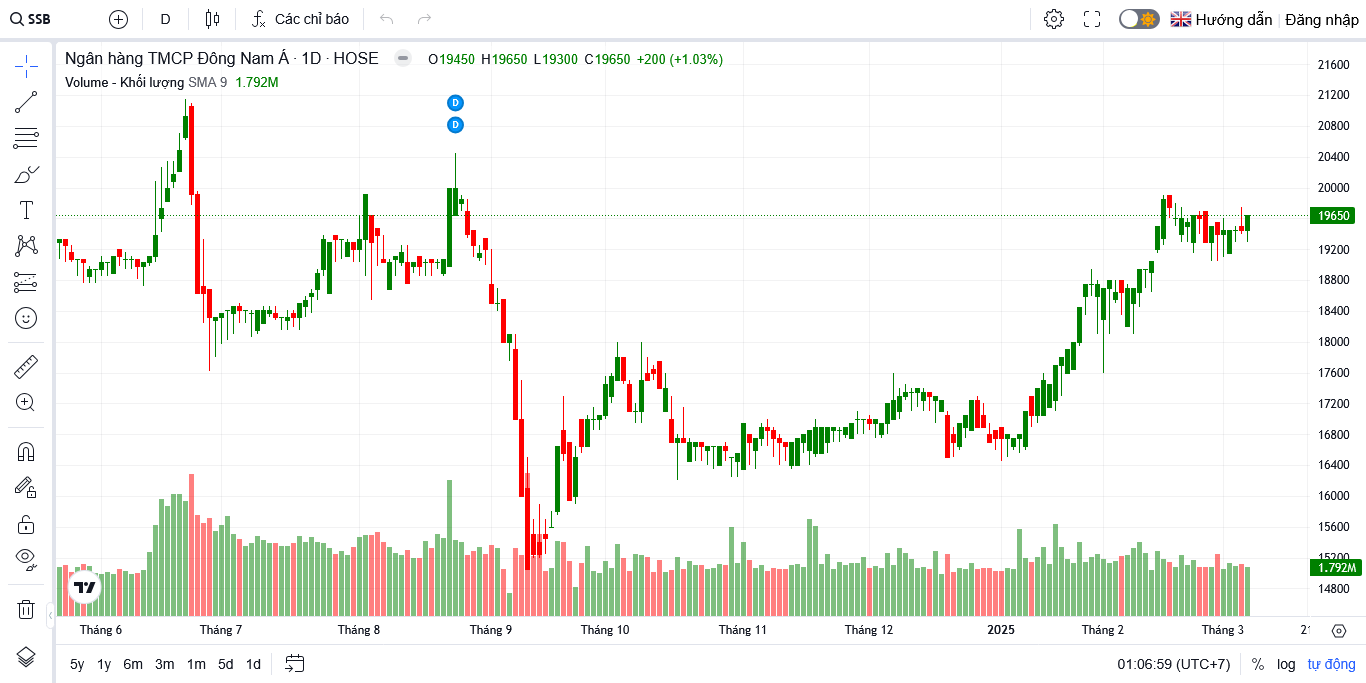 SSB D Các chỉ báo Hướng dẫn Đăng nhập
Ngân hàng TMCP Đông Nam Á · 1D · HOSE O19450 H19650 L19300 C19650 +200 (+1.03%)
Volume - Khối lượng SMA 9 1.792M
D
D
21600
21200
20800
20400
20000
19650
19200
18800
18400
18000
17600
17200
16800
16400
16000
15600
15200
1.792M
14800
Tháng 6 Tháng 7 Tháng 8 Tháng 9 Tháng 10 Tháng 11 Tháng 12 2025 Tháng 2 Tháng 3 21
5y 1y 6m 3m 1m 5d 1d 01:06:59 (UTC+7) % log tự động